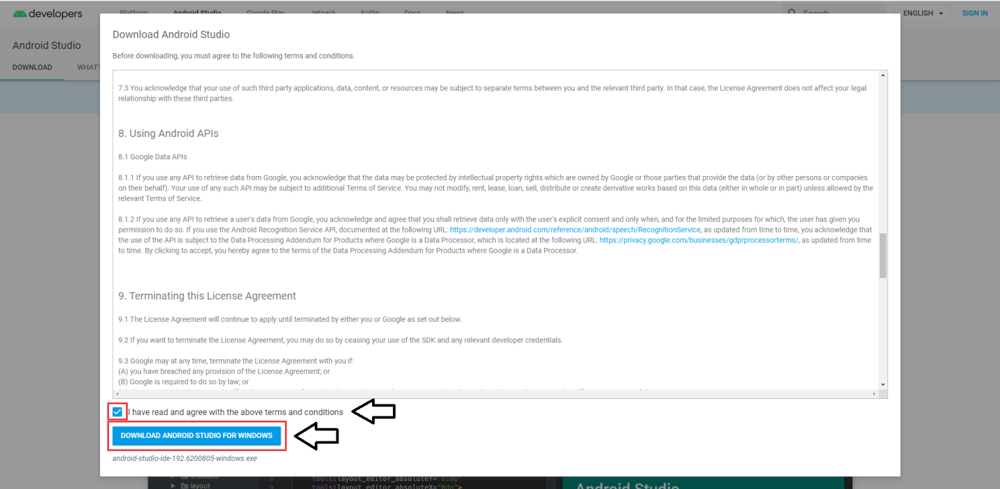 developers
Platform Android Studio Google Play Jetpack Kotlin Docs News
Search
ENGLISH
SIGN IN
Android Studio
DOWNLOAD WHAT'S
Download Android Studio
Before downloading, you must agree to the following terms and conditions.
7.3 You acknowledge that your use of such third party applications, data, content, or resources may be subject to separate terms between you and the relevant third party. In that case, the License Agreement does not affect your legal
relationship with these third parties.
8. Using Android APIs
8.1 Google Data APIs
8.1.1 If you use any API to retrieve data from Google, you acknowledge that the data may be protected by intellectual property rights which are owned by Google or those parties that provide the data (or by other persons or companies
on their behalf). Your use of any such API may be subject to additional Terms of Service. You may not modify, rent, lease, loan, sell, distribute or create derivative works based on this data (either in whole or in part) unless allowed by the
relevant Terms of Service.
8.1.2 If you use any API to retrieve a user's data from Google, you acknowledge and agree that you shall retrieve data only with the user's explicit consent and only when, and for the limited purposes for which, the user has given you
permission to do so. If you use the Android Recognition Service API, documented at the following URL: https://developer.android.com/reference/android/speech/RecognitionService, as updated from time to time, you acknowledge that
the use of the API is subject to the Data Processing Addendum for Products where Google is a Data Processor, which is located at the following URL: https://privacy.google.com/businesses/gdprprocessorterms/, as updated from time
to time. By clicking to accept, you hereby agree to the terms of the Data Processing Addendum for Products where Google is a Data Processor.
9. Terminating this License Agreement
9.1 The License Agreement will continue to apply until terminated by either you or Google as set out below.
9.2 If you want to terminate the License Agreement, you may do so by ceasing your use of the SDK and any relevant developer credentials.
9.3 Google may at any time, terminate the License Agreement with you if:
(A) you have breached any provision of the License Agreement; or
(B) Google is required to do so by law; or
I have read and agree with the above terms and conditions
DOWNLOAD ANDROID STUDIO FOR WINDOWS
android-studio-ide-192.6200805-windows.exe
drawable
layout
8 tools:layout_editor_absoluteY="81dp"
9 tools:layout_editor_absoluteX="0dp">
Android Studio